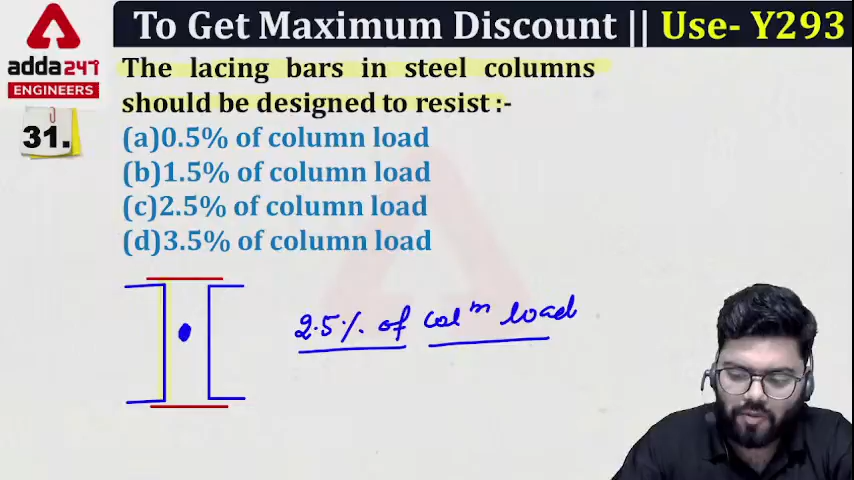 To Get Maximum Discount || Use- Y293
adda247
ENGINEERS
31.
The lacing bars in steel columns
should be designed to resist :-
(a)0.5% of column load
(b)1.5% of column load
(c)2.5% of column load
(d)3.5% of column load
2.5% of colm load